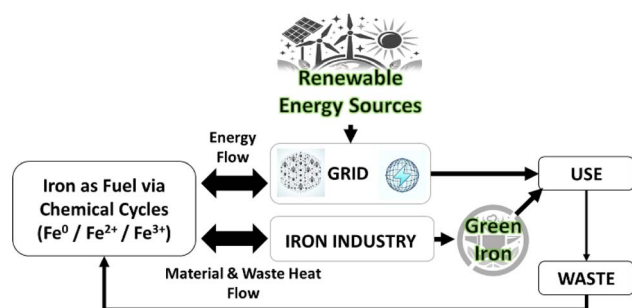 Renewable
Energy Sources
Energy
Flow
GRID
USE
Iron as Fuel via
Chemical Cycles
(Fe⁰ / Fe²⁺ / Fe³⁺)
IRON INDUSTRY
Green
Iron
Material & Waste Heat
Flow
WASTE